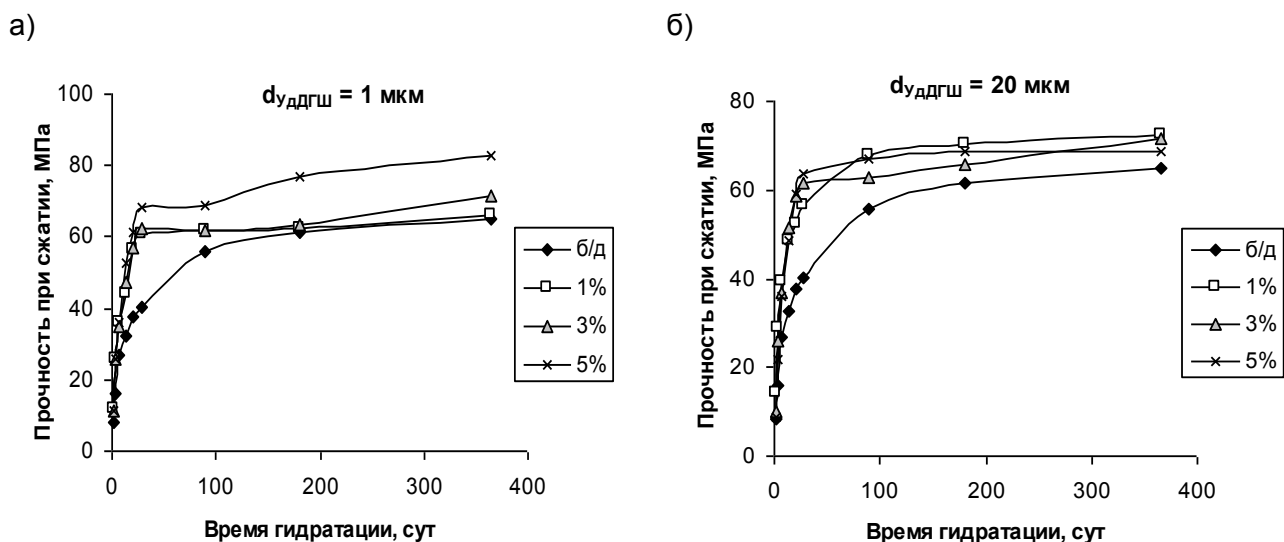 а)
dУдДГШ = 1 мкм
Прочность при сжатии, МПа
100
80
60
40
20
0
0 100 200 300 400
Время гидратации, сут
б/д
1%
3%
5%
б)
dУдДГШ = 20 мкм
Прочность при сжатии, МПа
80
60
40
20
0
0 100 200 300 400
Время гидратации, сут
б/д
1%
3%
5%